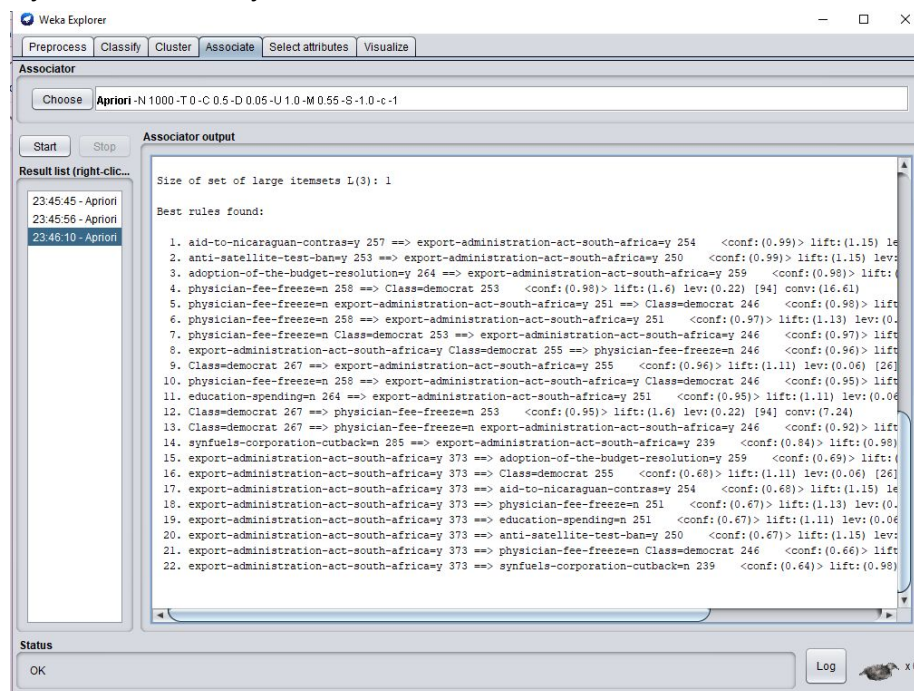 Weka Explorer
Preprocess Classify Cluster Associate Select attributes Visualize
Associator
Choose Apriori -N 1000 -T 0 -C 0.5 -D 0.05 -U 1.0 -M 0.55 -S -1.0 -c -1
Start Stop
Result list (right-clic...
23:45:45 - Apriori
23:45:56 - Apriori
23:46:10 - Apriori
Associator output
Size of set of large itemsets L(3): 1
Best rules found:
1. aid-to-nicaraguan-contras=y 257 ==> export-administration-act-south-africa=y 254 <conf:(0.99)> lift:(1.15) le
2. anti-satellite-test-ban=y 253 ==> export-administration-act-south-africa=y 250 <conf:(0.99)> lift:(1.15) lev:
3. adoption-of-the-budget-resolution=y 264 ==> export-administration-act-south-africa=y 259 <conf:(0.98)> lift:(
4. physician-fee-freeze=n 258 ==> Class=democrat 253 <conf:(0.98)> lift:(1.6) lev:(0.22) [94] conv:(16.61)
5. physician-fee-freeze=n export-administration-act-south-africa=y 251 ==> Class=democrat 246 <conf:(0.98)> lift
6. physician-fee-freeze=n 258 ==> export-administration-act-south-africa=y 251 <conf:(0.97)> lift:(1.13) lev:(0.
7. physician-fee-freeze=n Class=democrat 253 ==> export-administration-act-south-africa=y 246 <conf:(0.97)> lift
8. export-administration-act-south-africa=y Class=democrat 255 ==> physician-fee-freeze=n 246 <conf:(0.96)> lift
9. Class=democrat 267 ==> export-administration-act-south-africa=y 255 <conf:(0.96)> lift:(1.11) lev:(0.06) [26]
10. physician-fee-freeze=n 258 ==> export-administration-act-south-africa=y Class=democrat 246 <conf:(0.95)> lift
11. education-spending=n 264 ==> export-administration-act-south-africa=y 251 <conf:(0.95)> lift:(1.11) lev:(0.06
12. Class=democrat 267 ==> physician-fee-freeze=n 253 <conf:(0.95)> lift:(1.6) lev:(0.22) [94] conv:(7.24)
13. Class=democrat 267 ==> physician-fee-freeze=n export-administration-act-south-africa=y 246 <conf:(0.92)> lift
14. synfuels-corporation-cutback=n 285 ==> export-administration-act-south-africa=y 239 <conf:(0.84)> lift:(0.98)
15. export-administration-act-south-africa=y 373 ==> adoption-of-the-budget-resolution=y 259 <conf:(0.69)> lift:(
16. export-administration-act-south-africa=y 373 ==> Class=democrat 255 <conf:(0.68)> lift:(1.11) lev:(0.06) [26]
17. export-administration-act-south-africa=y 373 ==> aid-to-nicaraguan-contras=y 254 <conf:(0.68)> lift:(1.15) le
18. export-administration-act-south-africa=y 373 ==> physician-fee-freeze=n 251 <conf:(0.67)> lift:(1.13) lev:(0.
19. export-administration-act-south-africa=y 373 ==> education-spending=n 251 <conf:(0.67)> lift:(1.11) lev:(0.06
20. export-administration-act-south-africa=y 373 ==> anti-satellite-test-ban=y 250 <conf:(0.67)> lift:(1.15) lev:
21. export-administration-act-south-africa=y 373 ==> physician-fee-freeze=n Class=democrat 246 <conf:(0.66)> lift
22. export-administration-act-south-africa=y 373 ==> synfuels-corporation-cutback=n 239 <conf:(0.64)> lift:(0.98)
Status
OK
Log